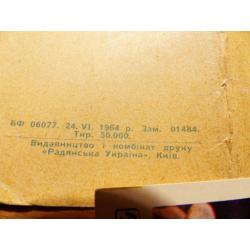 БФ 06077. 24. VI. 1964 р. Зам. 01484.
Тир. 50.000.
Видавництво і комбінат друку
«Радянська Україна», Київ.